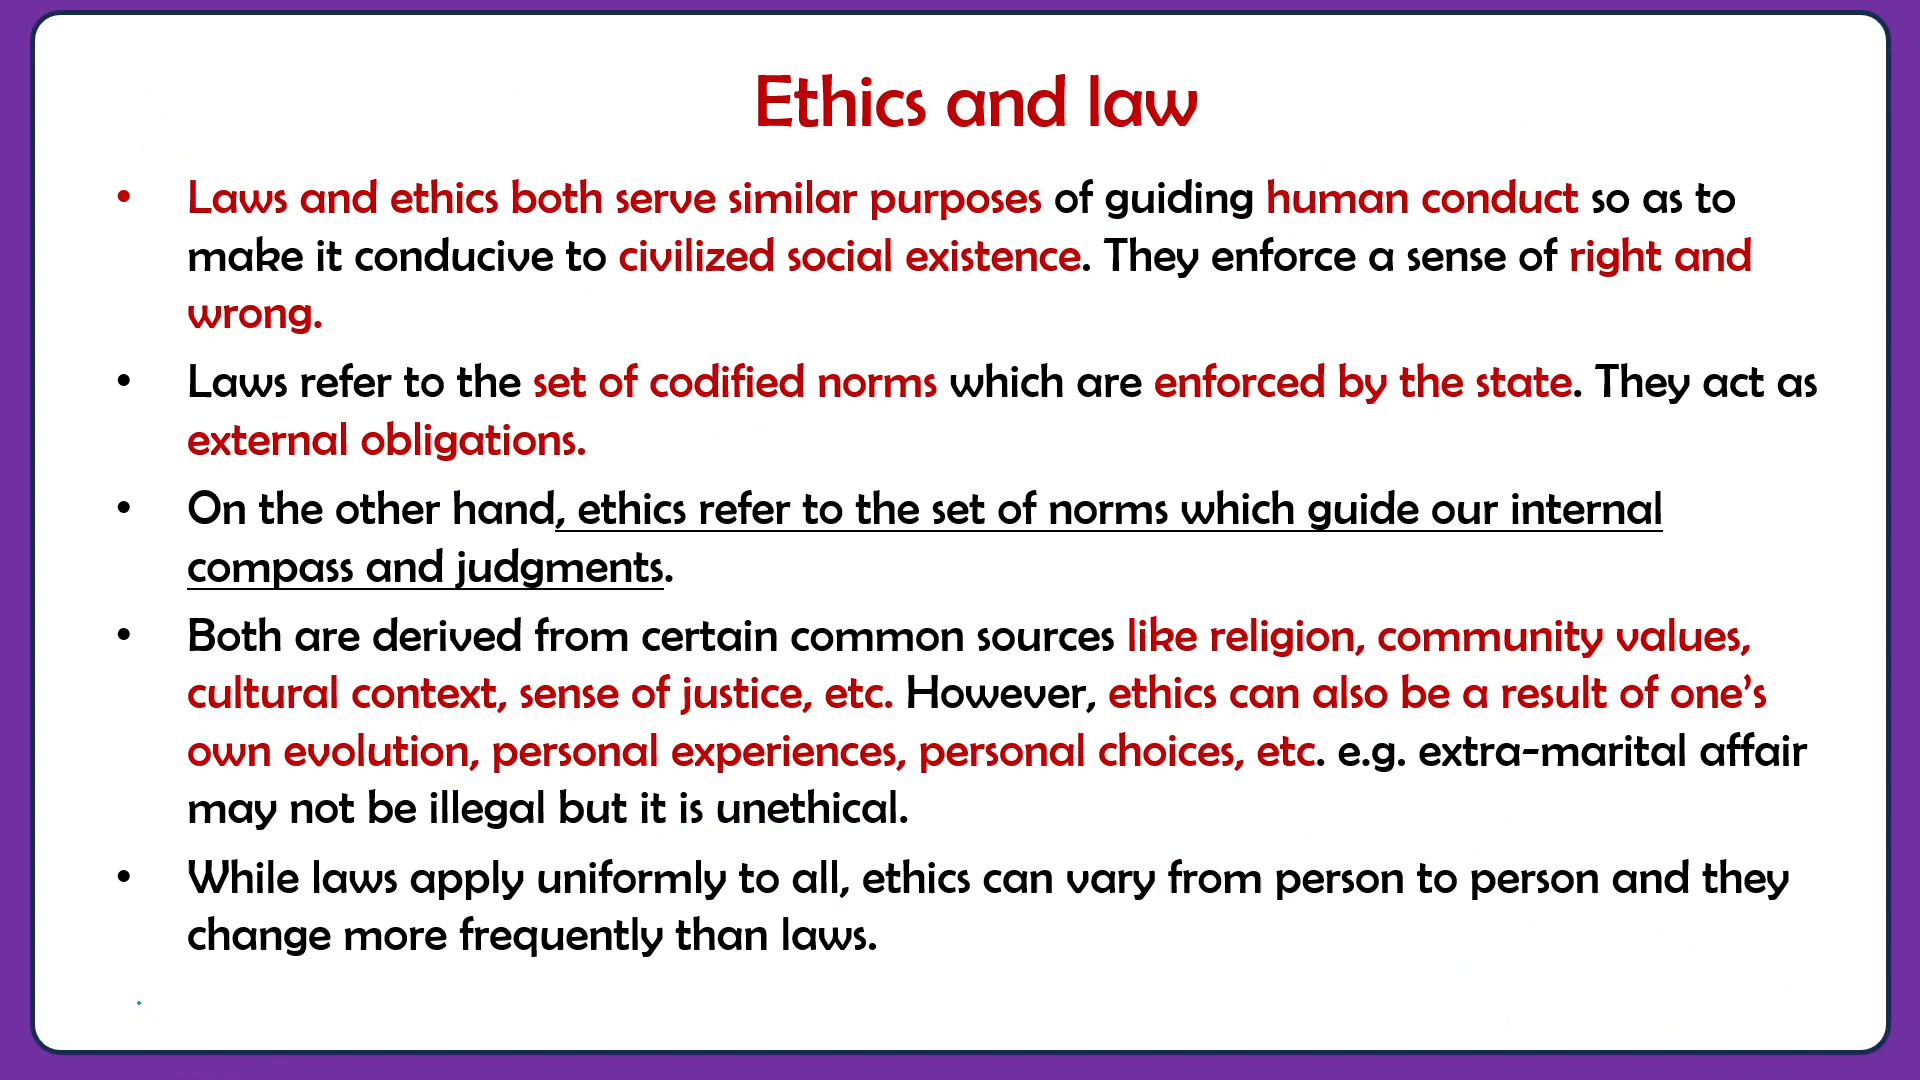 Ethics and law
• Laws and ethics both serve similar purposes of guiding human conduct so as to
make it conducive to civilized social existence. They enforce a sense of right and
wrong.
• Laws refer to the set of codified norms which are enforced by the state. They act as
external obligations.
• On the other hand, ethics refer to the set of norms which guide our internal
compass and judgments.
• Both are derived from certain common sources like religion, community values,
cultural context, sense of justice, etc. However, ethics can also be a result of one’s
own evolution, personal experiences, personal choices, etc. e.g. extra-marital affair
may not be illegal but it is unethical.
• While laws apply uniformly to all, ethics can vary from person to person and they
change more frequently than laws.